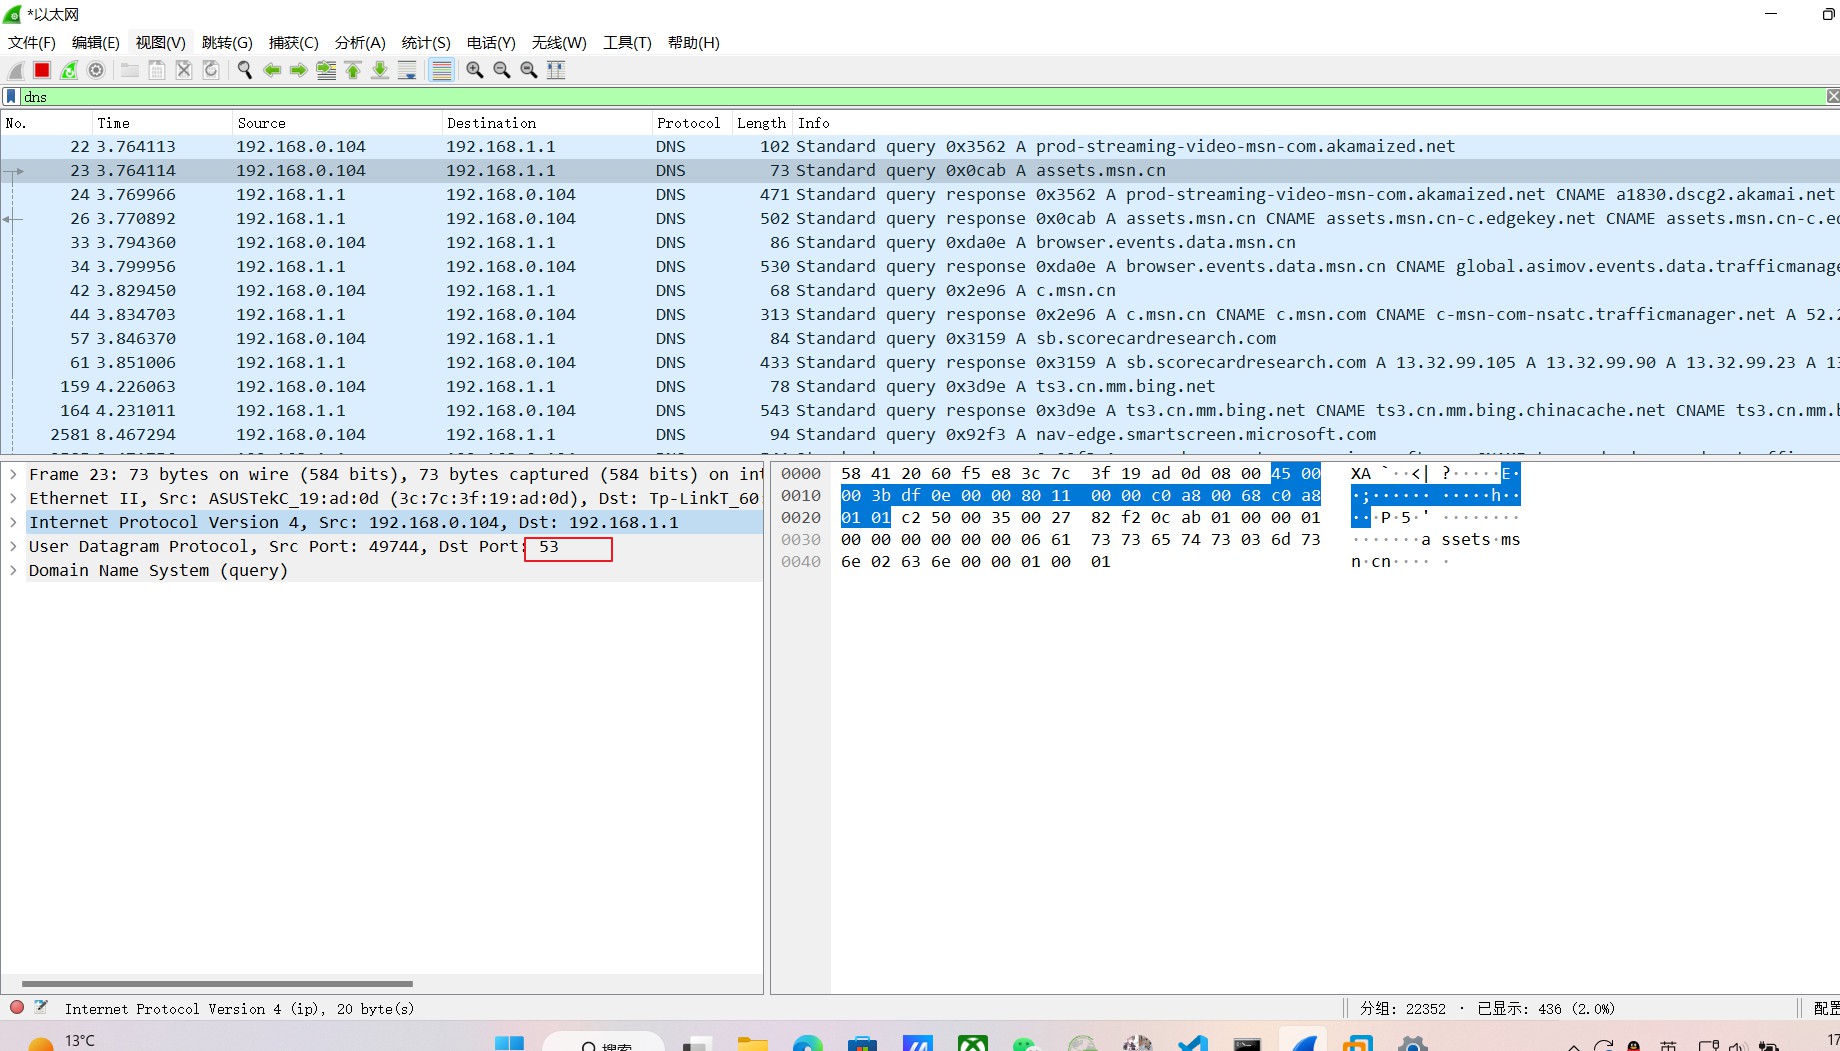 *以太网
文件(F) 编辑(E) 视图(V) 跳转(G) 捕获(C) 分析(A) 统计(S) 电话(Y) 无线(W) 工具(T) 帮助(H)
dns
No. Time Source Destination Protocol Length Info
22 3.764113 192.168.0.104 192.168.1.1 DNS 102 Standard query 0x3562 A prod-streaming-video-msn-com.akamaized.net
23 3.764114 192.168.0.104 192.168.1.1 DNS 73 Standard query 0x0cab A assets.msn.cn
24 3.769966 192.168.1.1 192.168.0.104 DNS 471 Standard query response 0x3562 A prod-streaming-video-msn-com.akamaized.net CNAME a1830.dscg2.akamai.net
26 3.770892 192.168.1.1 192.168.0.104 DNS 502 Standard query response 0x0cab A assets.msn.cn CNAME assets.msn.cn-c.edgekey.net CNAME assets.msn.cn-c.ed
33 3.794360 192.168.0.104 192.168.1.1 DNS 86 Standard query 0xda0e A browser.events.data.msn.cn
34 3.799956 192.168.1.1 192.168.0.104 DNS 530 Standard query response 0xda0e A browser.events.data.msn.cn CNAME global.asimov.events.data.trafficmanage
42 3.829450 192.168.0.104 192.168.1.1 DNS 68 Standard query 0x2e96 A c.msn.cn
44 3.834703 192.168.1.1 192.168.0.104 DNS 313 Standard query response 0x2e96 A c.msn.cn CNAME c.msn.com CNAME c-msn-com-nsatc.trafficmanager.net A 52.2
57 3.846370 192.168.0.104 192.168.1.1 DNS 84 Standard query 0x3159 A sb.scorecardresearch.com
61 3.851006 192.168.1.1 192.168.0.104 DNS 433 Standard query response 0x3159 A sb.scorecardresearch.com A 13.32.99.105 A 13.32.99.90 A 13.32.99.23 A 13
159 4.226063 192.168.0.104 192.168.1.1 DNS 78 Standard query 0x3d9e A ts3.cn.mm.bing.net
164 4.231011 192.168.1.1 192.168.0.104 DNS 543 Standard query response 0x3d9e A ts3.cn.mm.bing.net CNAME ts3.cn.mm.bing.chinacache.net CNAME ts3.cn.mm.b
2581 8.467294 192.168.0.104 192.168.1.1 DNS 94 Standard query 0x92f3 A nav-edge.smartscreen.microsoft.com
Frame 23: 73 bytes on wire (584 bits), 73 bytes captured (584 bits) on int
Ethernet II, Src: ASUSTekC_19:ad:0d (3c:7c:3f:19:ad:0d), Dst: Tp-LinkT_60:
Internet Protocol Version 4, Src: 192.168.0.104, Dst: 192.168.1.1
User Datagram Protocol, Src Port: 49744, Dst Port: 53
Domain Name System (query)
0000 58 41 20 60 f5 e8 3c 7c 3f 19 ad 0d 08 00 45 00 XA `··<| ?·····E·
0010 00 3b df 0e 00 00 80 11 00 00 c0 a8 00 68 c0 a8 ·;······ ·····h··
0020 01 01 c2 50 00 35 00 27 82 f2 0c ab 01 00 00 01 ···P·5·' ········
0030 00 00 00 00 00 00 06 61 73 73 65 74 73 03 6d 73 ·······a ssets·ms
0040 6e 02 63 6e 00 00 01 00 01 n·cn···· ·
Internet Protocol Version 4 (ip), 20 byte(s)
分组: 22352 · 已显示: 436 (2.0%)
配置
13°C
搜索
英
17